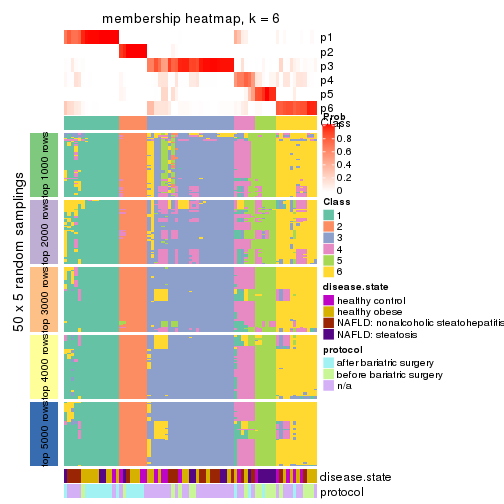 membership heatmap, k = 6
p1
p2
p3
p4
p5
p6
Class
50 x 5 random samplings
top 1000 rows
top 2000 rows
top 3000 rows
top 4000 rows
top 5000 rows
Prob
1
0.8
0.6
0.4
0.2
0
Class
1
2
3
4
5
6
disease.state
healthy control
healthy obese
NAFLD: nonalcoholic steatohepatitis
NAFLD: steatosis
protocol
after bariatric surgery
before bariatric surgery
n/a
disease.state
protocol